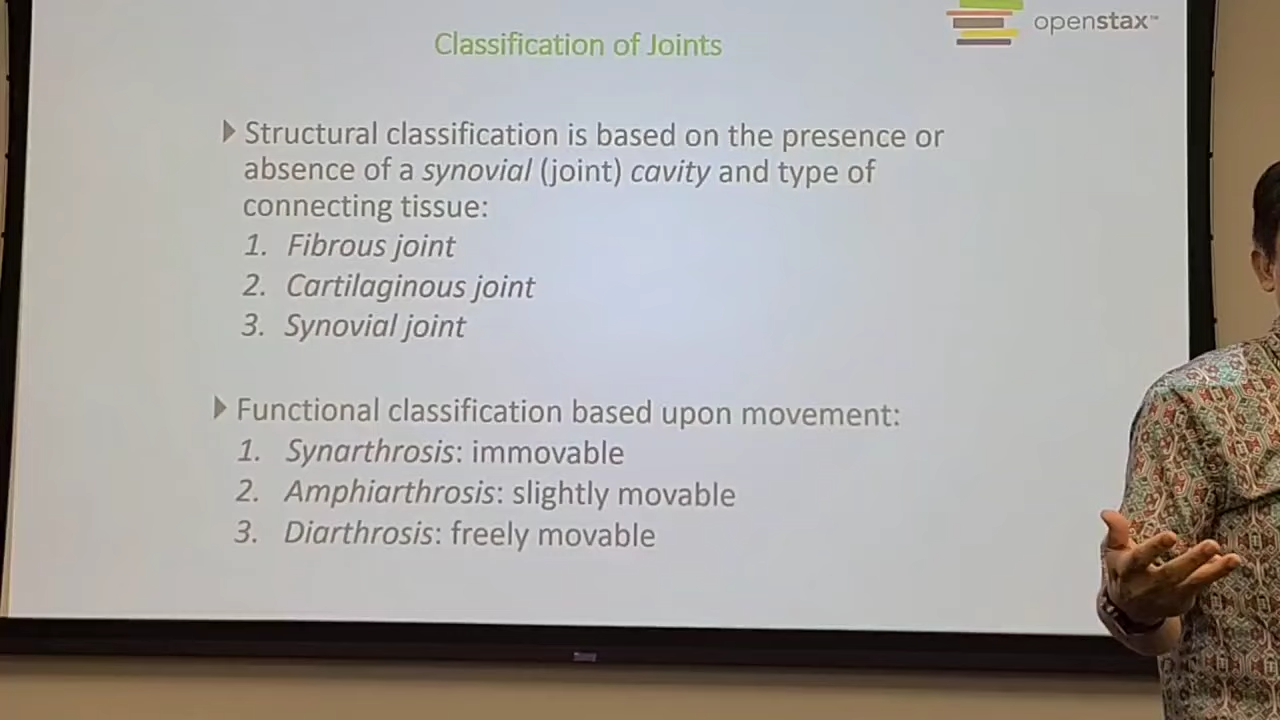 openstax™
Classification of Joints
Structural classification is based on the presence or
absence of a synovial (joint) cavity and type of
connecting tissue:
1. Fibrous joint
2. Cartilaginous joint
3. Synovial joint
Functional classification based upon movement:
1. Synarthrosis: immovable
2. Amphiarthrosis: slightly movable
3. Diarthrosis: freely movable